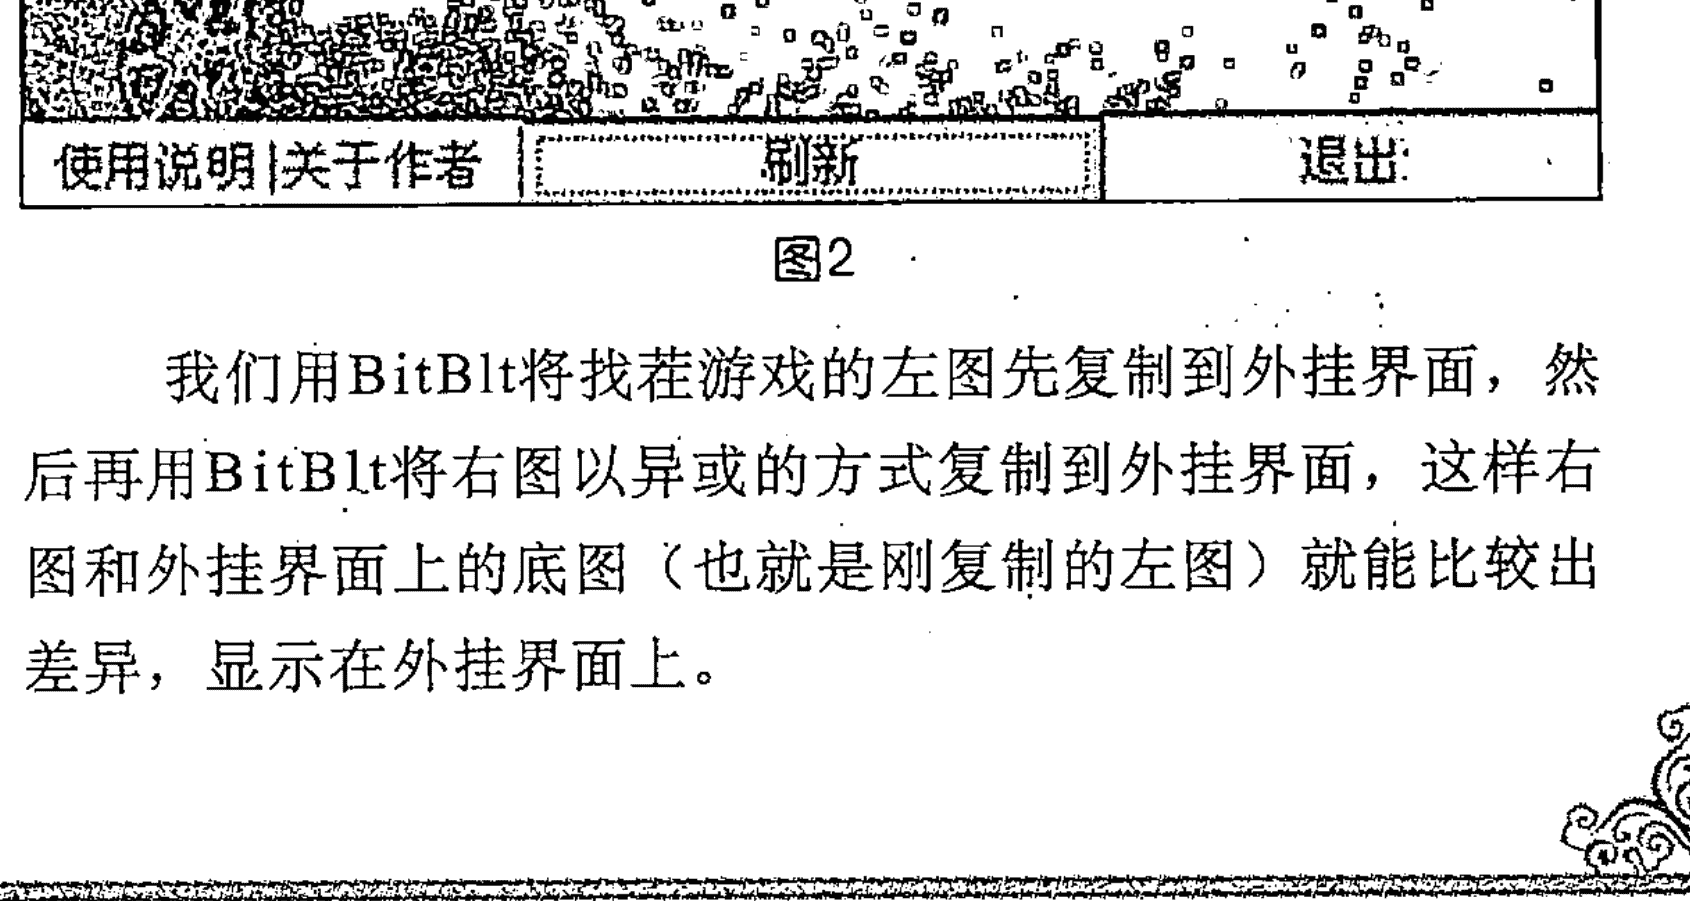 使用说明|关于作者 刷新 退出
图2
我们用BitBlt将找茬游戏的左图先复制到外挂界面，然
后再用BitBlt将右图以异或的方式复制到外挂界面，这样右
图和外挂界面上的底图（也就是刚复制的左图）就能比较出
差异，显示在外挂界面上。